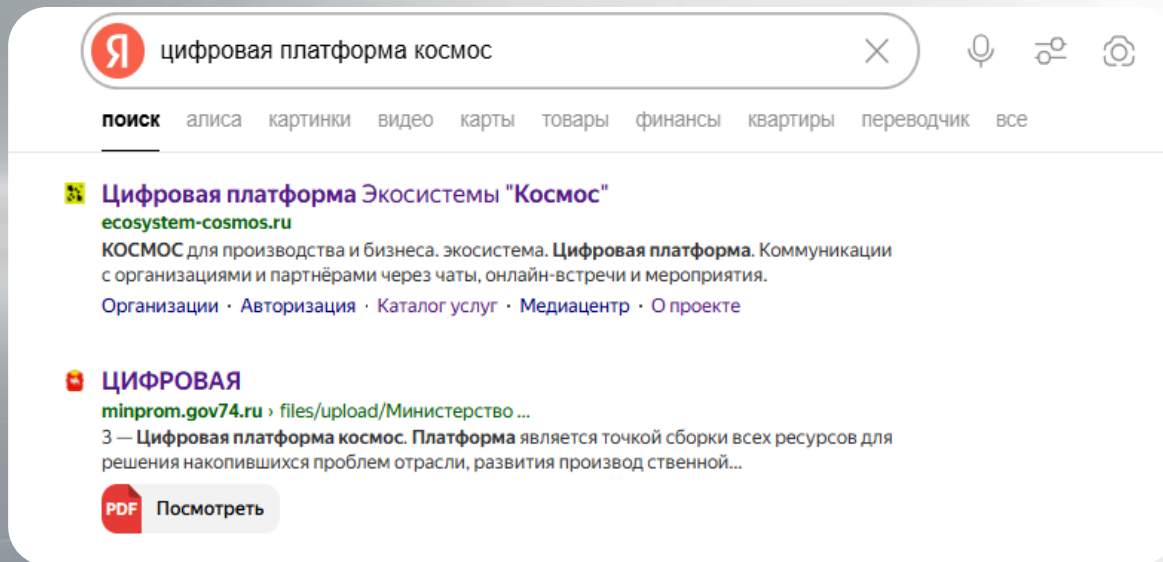 Я цифровая платформа космос
поиск алиса картинки видео карты товары финансы квартиры переводчик все
Цифровая платформа Экосистемы "Космос"
ecosystem-cosmos.ru
КОСМОС для производства и бизнеса. экосистема. Цифровая платформа. Коммуникации
с организациями и партнёрами через чаты, онлайн-встречи и мероприятия.
Организации · Авторизация · Каталог услуг · Медиацентр · О проекте
ЦИФРОВАЯ
minprom.gov74.ru › files/upload/Министерство ...
3 — Цифровая платформа космос. Платформа является точкой сборки всех ресурсов для
решения накопившихся проблем отрасли, развития производ ственной...
PDF Посмотреть